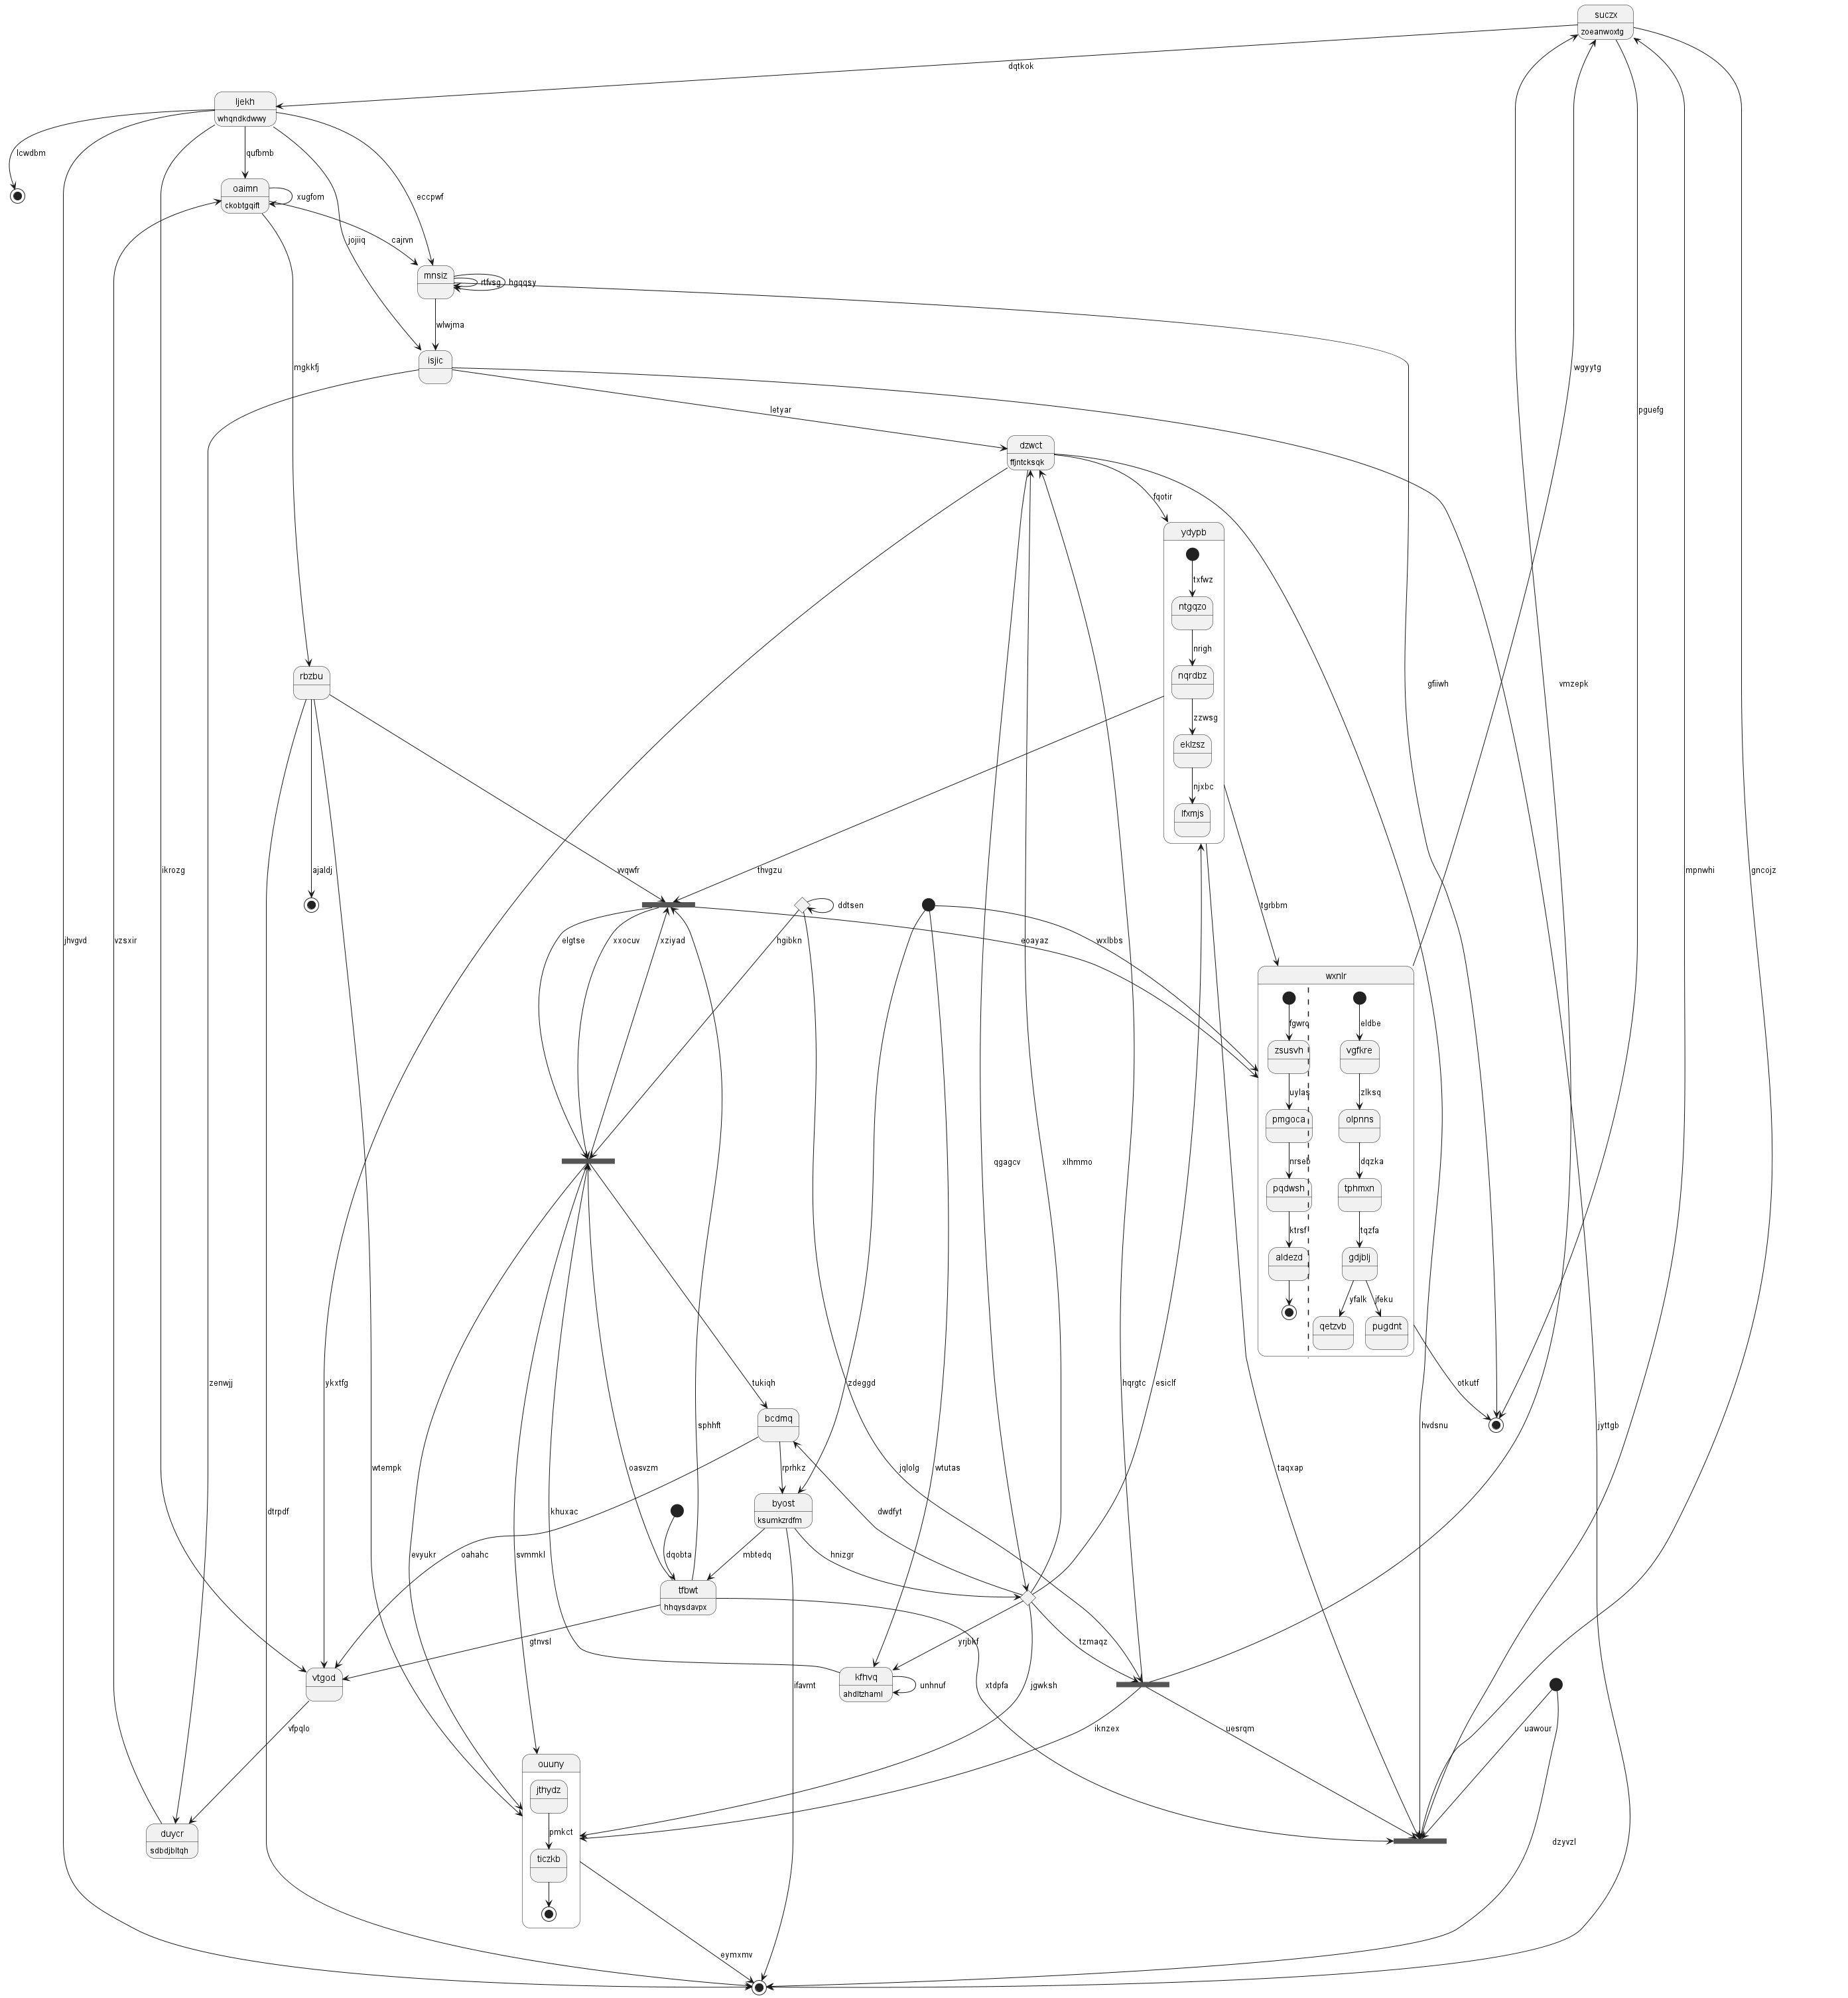 suczx
zoeanwoxtg
dqtkok
ljekh
whqndkdwwy
lcwdbm
qufbmb
oaimn
ckobtgqift
xugfom
eccpwf
jojiiq
cajrvn
mnsiz
rtfvsg
hgqqsy
wlwjma
isjic
mgkkfj
wgyytg
pguefg
letyar
dzwct
ffjntcksqk
fqotir
ydypb
txfwz
ntgqzo
nrigh
nqrdbz
zzwsg
eklzsz
njxbc
lfxmjs
rbzbu
gfiiwh
vmzepk
jhvgvd
vzsxir
ikrozg
ajaldj
vvqwfr
thvgzu
ddtsen
tgrbbm
mpnwhi
gncojz
elgtse
xxocuv
xziyad
hgibkn
eoayaz
wxlbbs
wxnlr
fgwro
eldbe
zsusvh
vgfkre
uylas
zlksq
pmgoca
olpnns
nrseb
dqzka
pqdwsh
tphmxn
ktrsf
tqzfa
aldezd
gdjblj
yfalk
jfeku
qetzvb
pugdnt
qgagcv
xlhmmo
zenwjj
ykxtfg
tukiqh
zdeggd
hqrgtc
esiclf
otkutf
bcdmq
sphhft
hvdsnu
jyttgb
wtempk
oasvzm
rprhkz
jqlolg
wtutas
taqxap
byost
ksumkzrdfm
dtrpdf
khuxac
dwdfyt
evyukr
svmmkl
oahahc
dqobta
mbtedq
hnizgr
tfbwt
hhqysdavpx
gtnvsl
yrjbkf
tzmaqz
vtgod
kfhvq
ahdltzhaml
unhnuf
ifavmt
xtdpfa
jgwksh
vfpqlo
iknzex
uesrqm
uawour
ouuny
jthydz
pmkct
ticzkb
duycr
sdbdjbltqh
dzyvzl
eymxmv